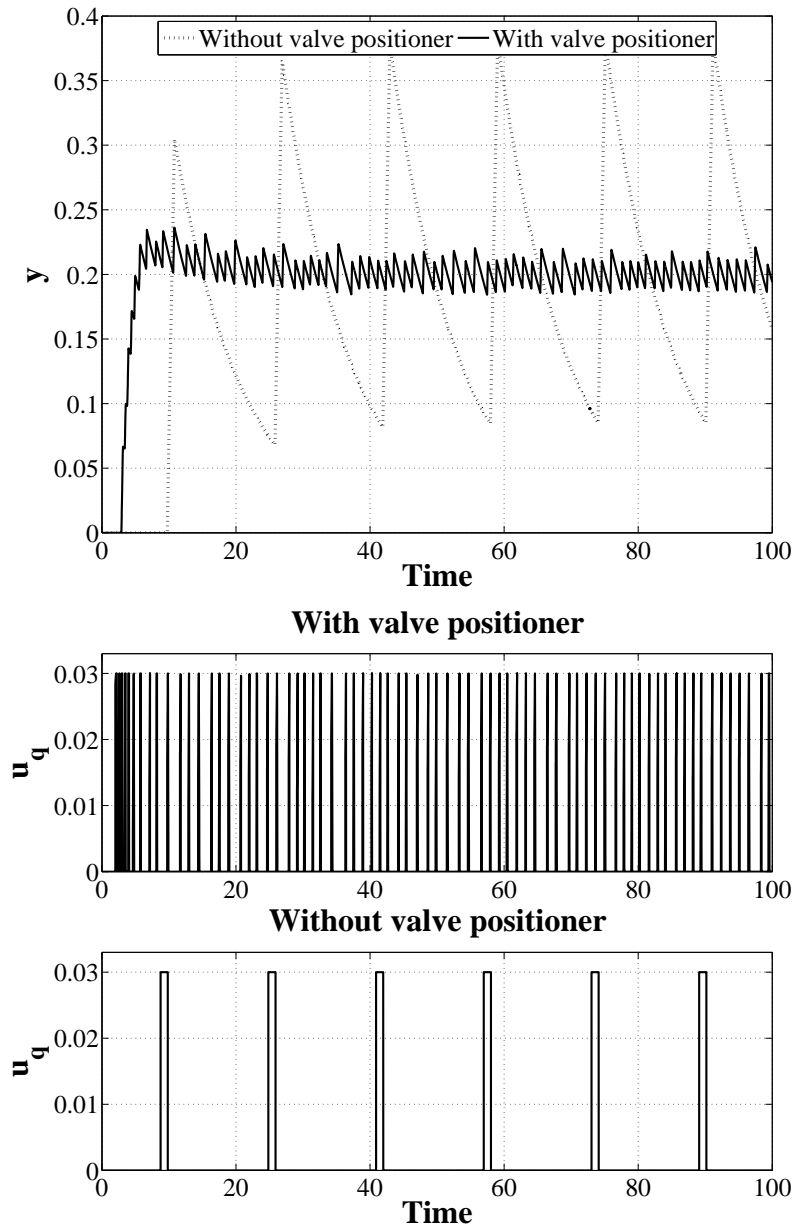 Without valve positioner With valve positioner
0.4
0.35
0.3
0.25
0.2
0.15
0.1
0.05
0
y
0 20 40 60 80 100
Time
With valve positioner
0.03
0.02
0.01
0
u_q
0 20 40 60 80 100
Without valve positioner
0.03
0.02
0.01
0
u_q
0 20 40 60 80 100
Time